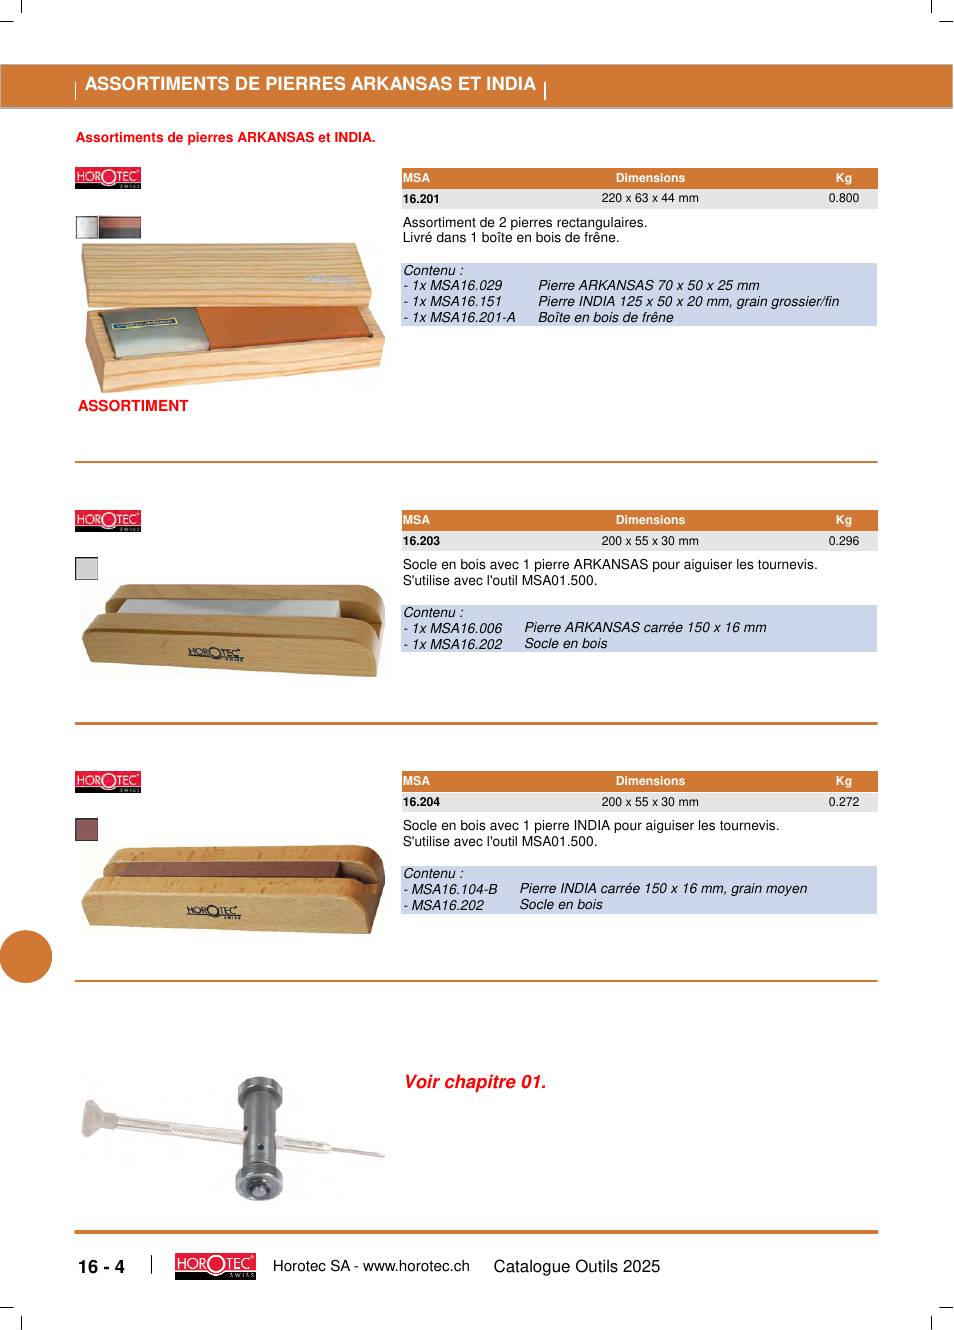 ASSORTIMENTS DE PIERRES ARKANSAS ET INDIA
Assortiments de pierres ARKANSAS et INDIA.
HOROTEC®
SWISS
MSA Dimensions Kg
16.201 220 x 63 x 44 mm 0.800
Assortiment de 2 pierres rectangulaires.
Livré dans 1 boîte en bois de frêne.
Contenu :
- 1x MSA16.029 Pierre ARKANSAS 70 x 50 x 25 mm
- 1x MSA16.151 Pierre INDIA 125 x 50 x 20 mm, grain grossier/fin
- 1x MSA16.201-A Boîte en bois de frêne
HOROTEC
ASSORTIMENT
HOROTEC®
SWISS
MSA Dimensions Kg
16.203 200 x 55 x 30 mm 0.296
Socle en bois avec 1 pierre ARKANSAS pour aiguiser les tournevis.
S'utilise avec l'outil MSA01.500.
Contenu :
- 1x MSA16.006 Pierre ARKANSAS carrée 150 x 16 mm
- 1x MSA16.202 Socle en bois
HOROTEC®
SWISS
HOROTEC®
SWISS
MSA Dimensions Kg
16.204 200 x 55 x 30 mm 0.272
Socle en bois avec 1 pierre INDIA pour aiguiser les tournevis.
S'utilise avec l'outil MSA01.500.
Contenu :
- MSA16.104-B Pierre INDIA carrée 150 x 16 mm, grain moyen
- MSA16.202 Socle en bois
HOROTEC®
SWISS
Voir chapitre 01.
16 - 4
HOROTEC®
SWISS
Horotec SA - www.horotec.ch Catalogue Outils 2025